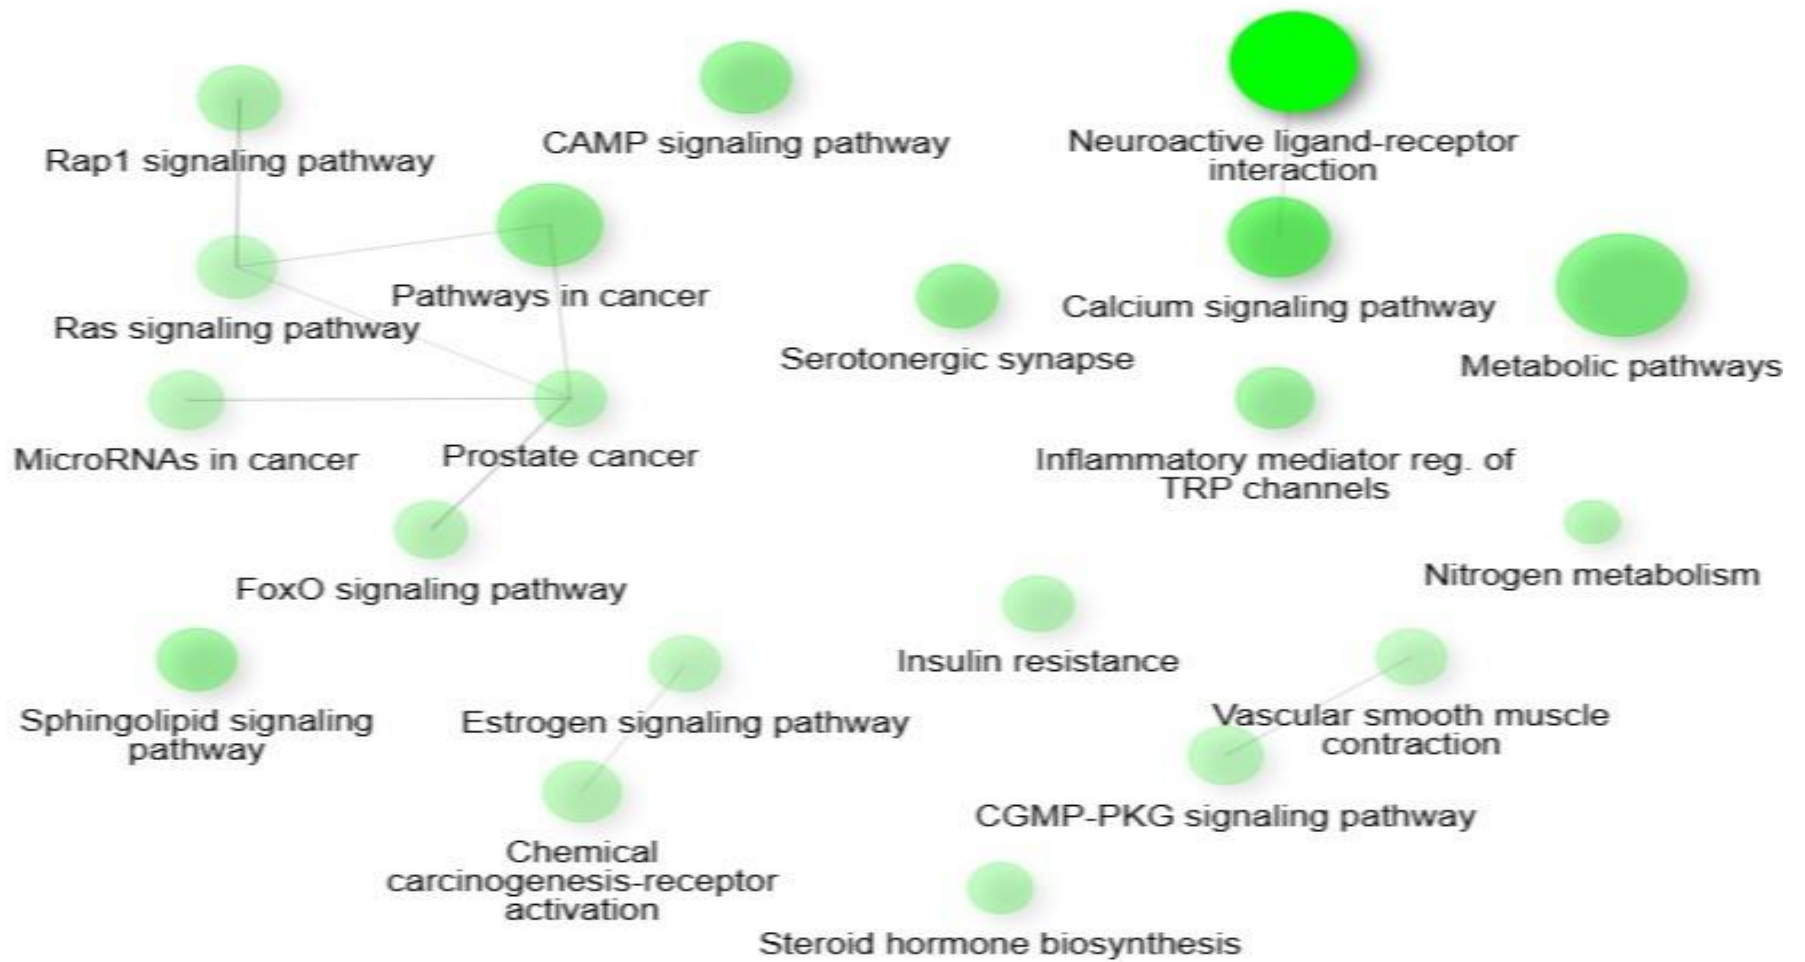 CAMP signaling pathway
Neuroactive ligand-receptor
interaction
Rap1 signaling pathway
Pathways in cancer
Calcium signaling pathway
Ras signaling pathway
Serotonergic synapse
Metabolic pathways
MicroRNAs in cancer
Prostate cancer
Inflammatory mediator reg. of
TRP channels
FoxO signaling pathway
Nitrogen metabolism
Insulin resistance
Sphingolipid signaling
pathway
Estrogen signaling pathway
Vascular smooth muscle
contraction
CGMP-PKG signaling pathway
Chemical
carcinogenesis-receptor
activation
Steroid hormone biosynthesis